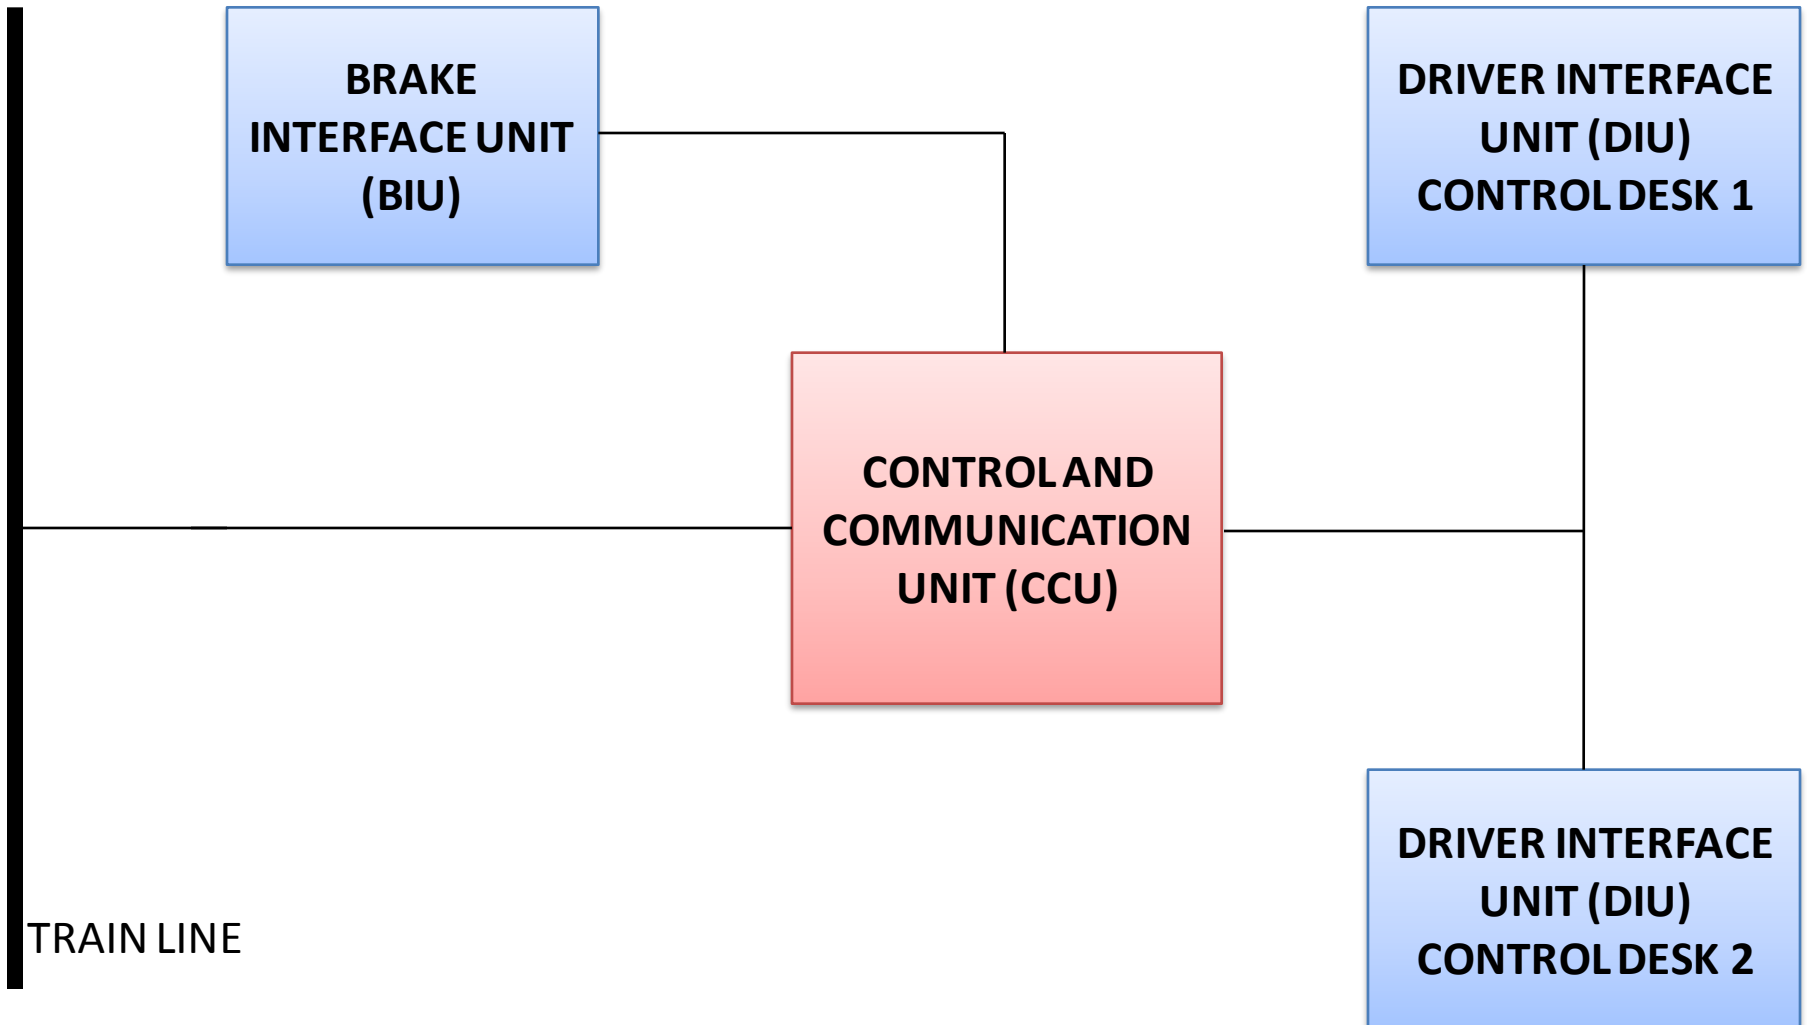 BRAKE
INTERFACE UNIT
(BIU)
DRIVER INTERFACE
UNIT (DIU)
CONTROL DESK 1
CONTROL AND
COMMUNICATION
UNIT (CCU)
DRIVER INTERFACE
UNIT (DIU)
CONTROL DESK 2
TRAIN LINE